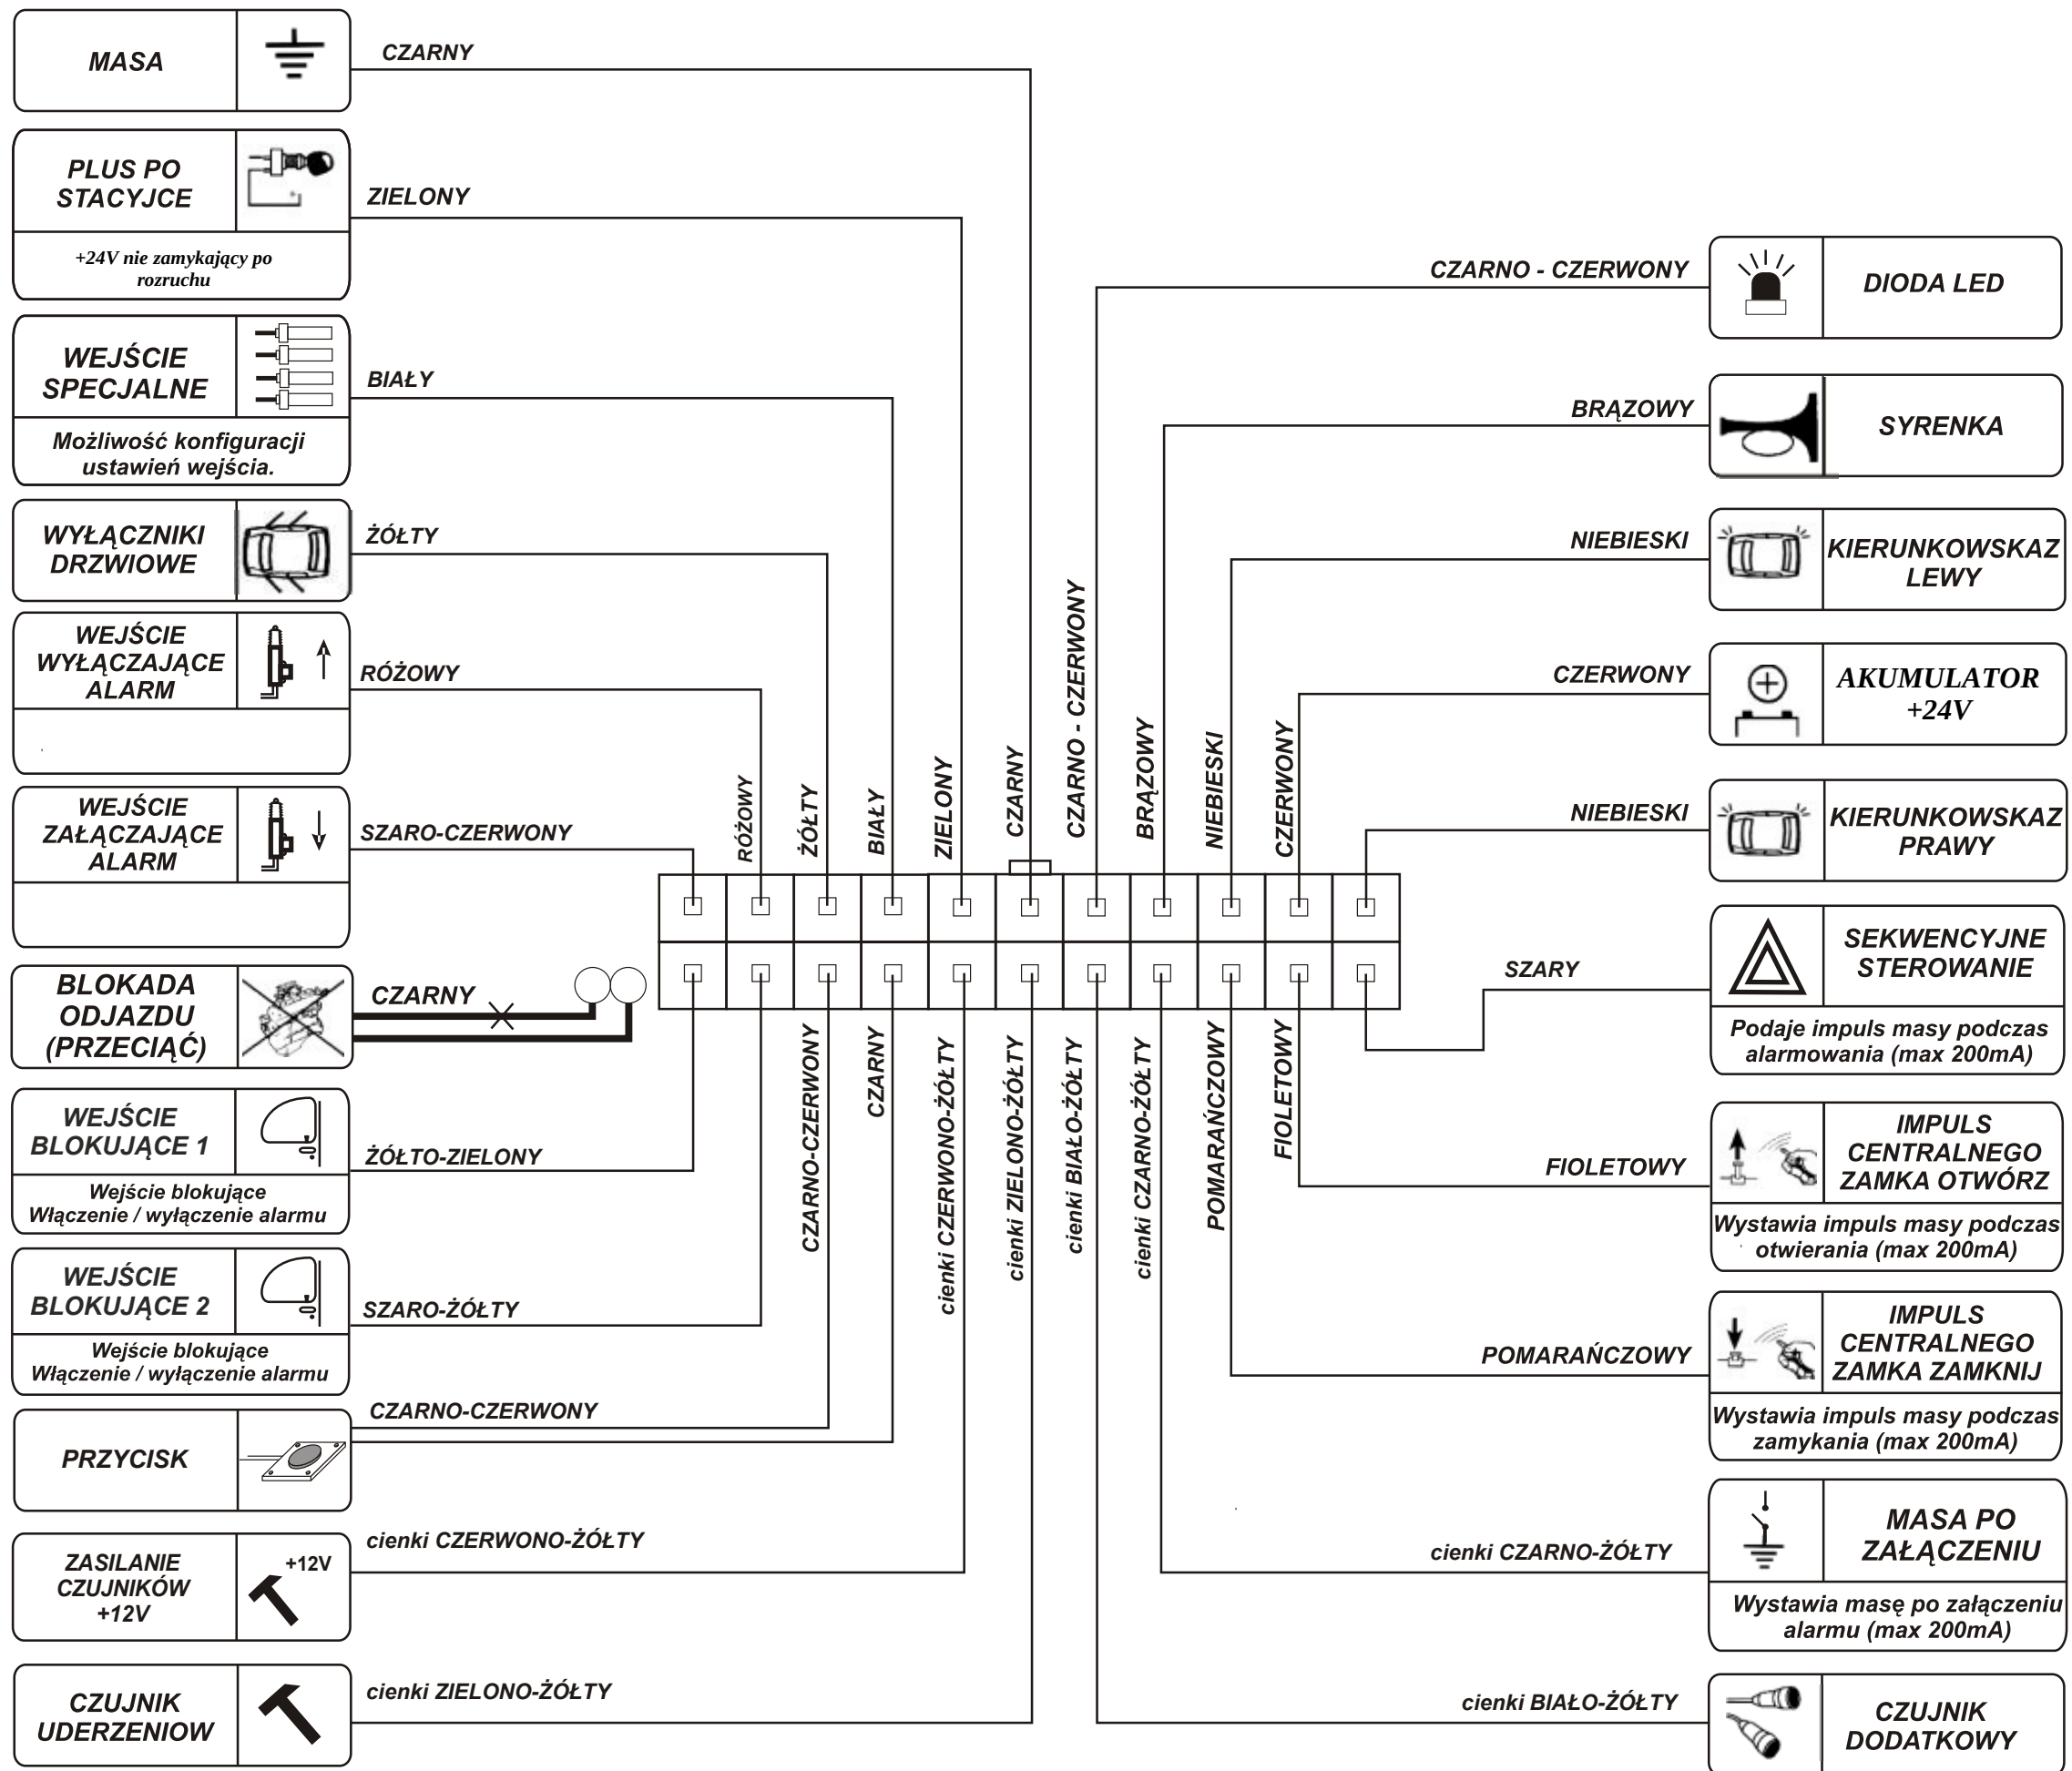 MASA
CZARNY
PLUS PO
STACYJCE
+24V nie zamykający po
rozruchu
ZIELONY
WEJŚCIE
SPECJALNE
Możliwość konfiguracji
ustawień wejścia.
BIAŁY
WYŁĄCZNIKI
DRZWIOWE
ŻÓŁTY
WEJŚCIE
WYŁĄCZAJĄCE
ALARM
RÓŻOWY
WEJŚCIE
ZAŁĄCZAJĄCE
ALARM
SZARO-CZERWONY
BLOKADA
ODJAZDU
(PRZECIĄĆ)
CZARNY
WEJŚCIE
BLOKUJĄCE 1
Wejście blokujące
Włączenie / wyłączenie alarmu
ŻÓŁTO-ZIELONY
WEJŚCIE
BLOKUJĄCE 2
Wejście blokujące
Włączenie / wyłączenie alarmu
SZARO-ŻÓŁTY
PRZYCISK
CZARNO-CZERWONY
ZASILANIE
CZUJNIKÓW
+12V
+12V
cienki CZERWONO-ŻÓŁTY
CZUJNIK
UDERZENIOW
cienki ZIELONO-ŻÓŁTY
RÓŻOWY
ŻÓŁTY
BIAŁY
ZIELONY
CZARNY
CZARNO - CZERWONY
BRĄZOWY
NIEBIESKI
CZERWONY
CZARNO-CZERWONY
CZARNY
cienki CZERWONO-ŻÓŁTY
cienki ZIELONO-ŻÓŁTY
cienki BIAŁO-ŻÓŁTY
cienki CZARNO-ŻÓŁTY
POMARAŃCZOWY
FIOLETOWY
CZARNO - CZERWONY
DIODA LED
BRĄZOWY
SYRENKA
NIEBIESKI
KIERUNKOWSKAZ
LEWY
CZERWONY
AKUMULATOR
+24V
NIEBIESKI
KIERUNKOWSKAZ
PRAWY
SZARY
SEKWENCYJNE
STEROWANIE
Podaje impuls masy podczas
alarmowania (max 200mA)
FIOLETOWY
IMPULS
CENTRALNEGO
ZAMKA OTWÓRZ
Wystawia impuls masy podczas
otwierania (max 200mA)
POMARAŃCZOWY
IMPULS
CENTRALNEGO
ZAMKA ZAMKNIJ
Wystawia impuls masy podczas
zamykania (max 200mA)
cienki CZARNO-ŻÓŁTY
MASA PO
ZAŁĄCZENIU
Wystawia masę po załączeniu
alarmu (max 200mA)
cienki BIAŁO-ŻÓŁTY
CZUJNIK
DODATKOWY